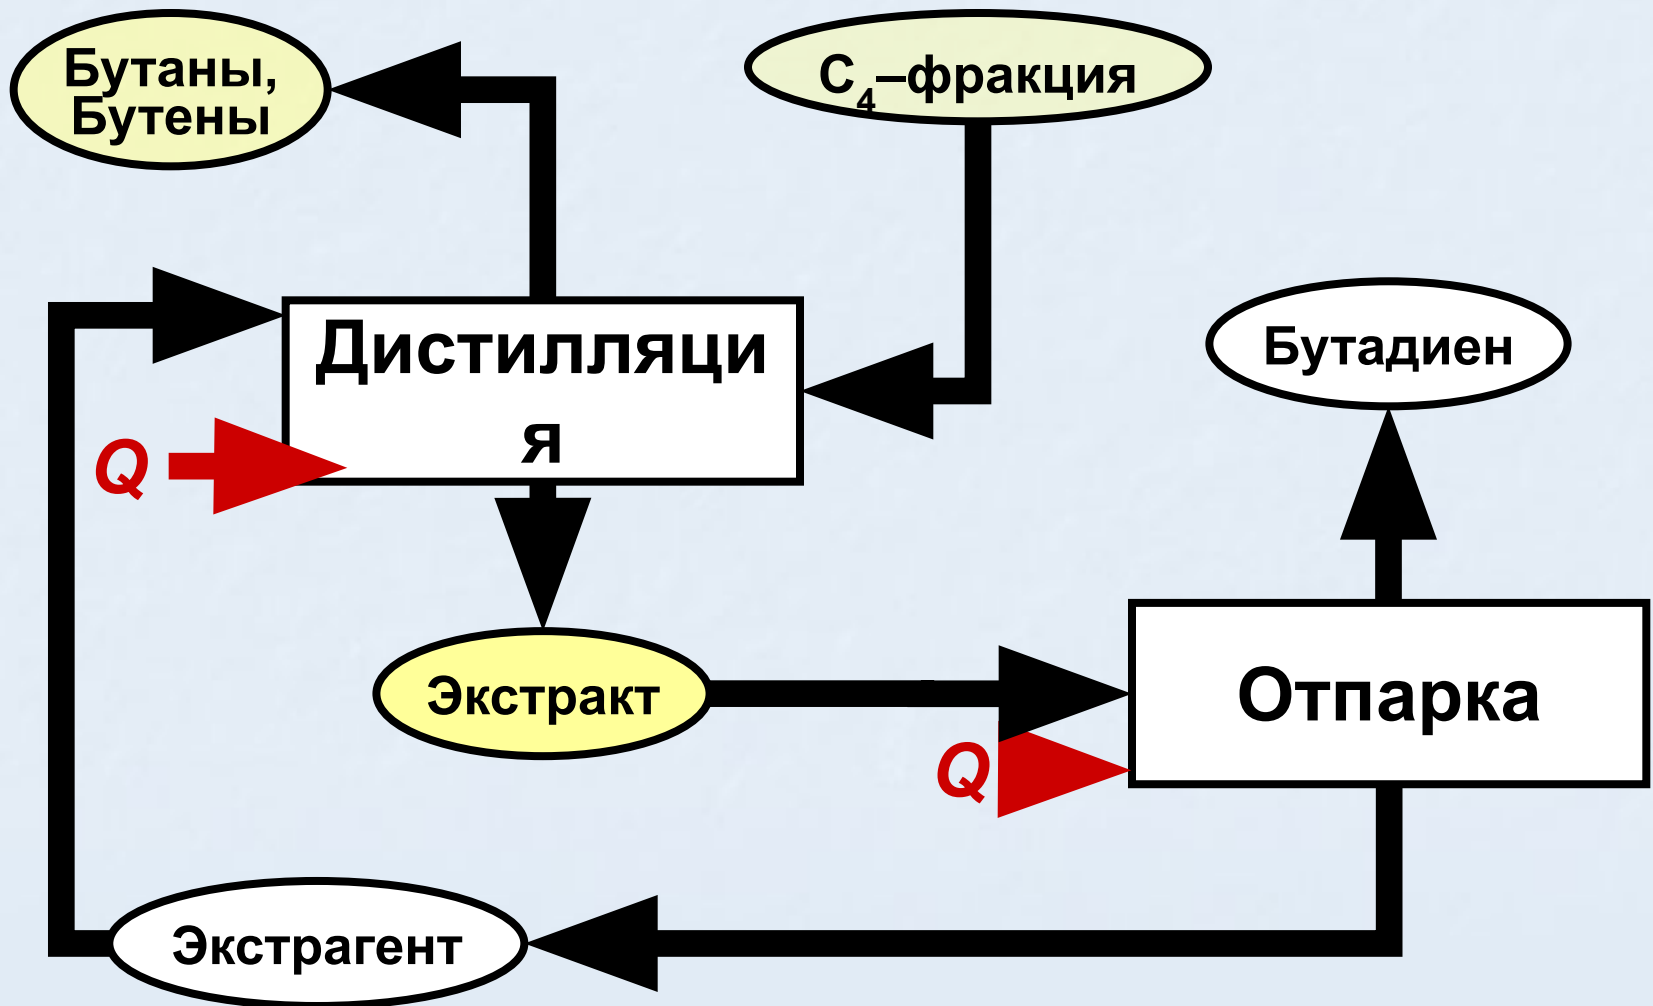 Бутаны,
Бутены
C₄–фракция
Дистилляци
я
Бутадиен
Q
Экстракт
Отпарка
Q
Экстрагент